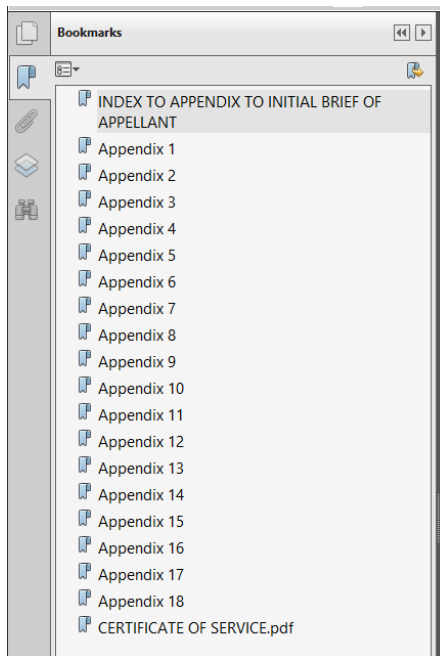 Bookmarks
INDEX TO APPENDIX TO INITIAL BRIEF OF
APPELLANT
Appendix 1
Appendix 2
Appendix 3
Appendix 4
Appendix 5
Appendix 6
Appendix 7
Appendix 8
Appendix 9
Appendix 10
Appendix 11
Appendix 12
Appendix 13
Appendix 14
Appendix 15
Appendix 16
Appendix 17
Appendix 18
CERTIFICATE OF SERVICE.pdf